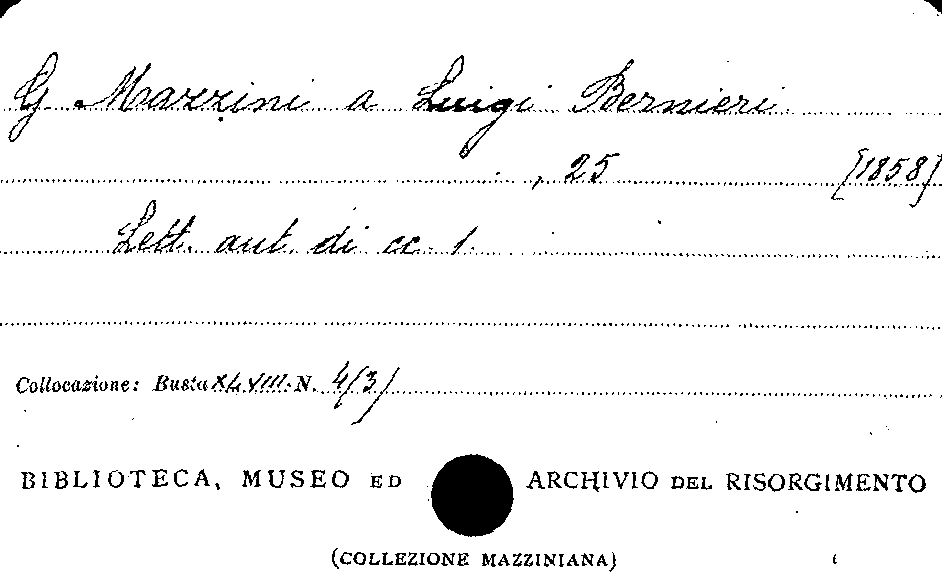 G. Mazzini a Luigi Bernieri
, 25 [1858]
Lett. aut. di cc. 1.
Collocazione: Busta XLVIII. N. 4(3)
BIBLIOTECA, MUSEO ED ARCHIVIO DEL RISORGIMENTO
(COLLEZIONE MAZZINIANA)